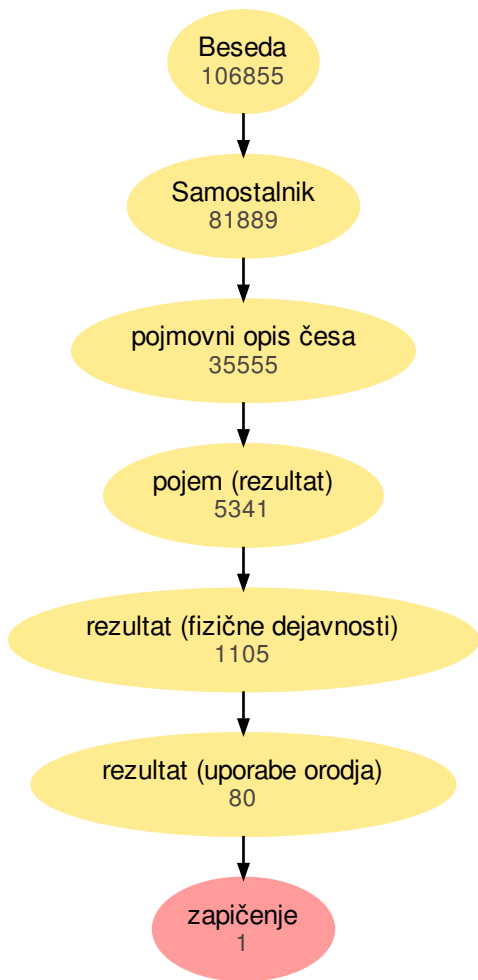 Beseda
106855
Samostalnik
81889
pojmovni opis česa
35555
pojem (rezultat)
5341
rezultat (fizične dejavnosti)
1105
rezultat (uporabe orodja)
80
zapičenje
1